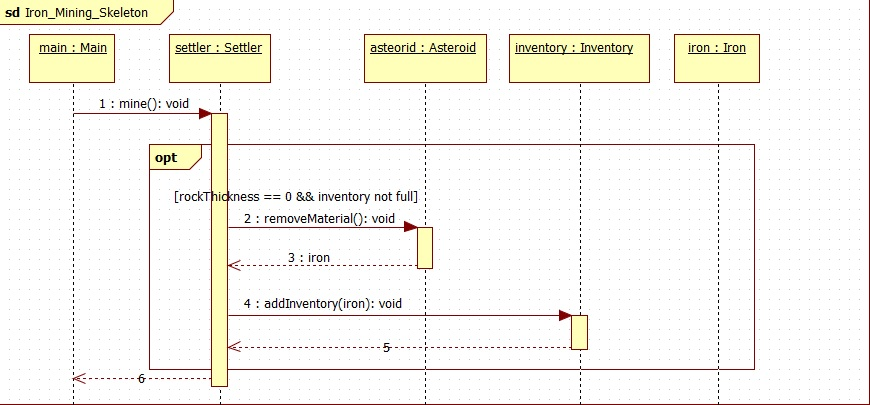 sd Iron_Mining_Skeleton
main : Main
settler : Settler
asteorid : Asteroid
inventory : Inventory
iron : Iron
1 : mine(): void
opt
[rockThickness == 0 && inventory not full]
2 : removeMaterial(): void
3 : iron
4 : addInventory(iron): void
5
6